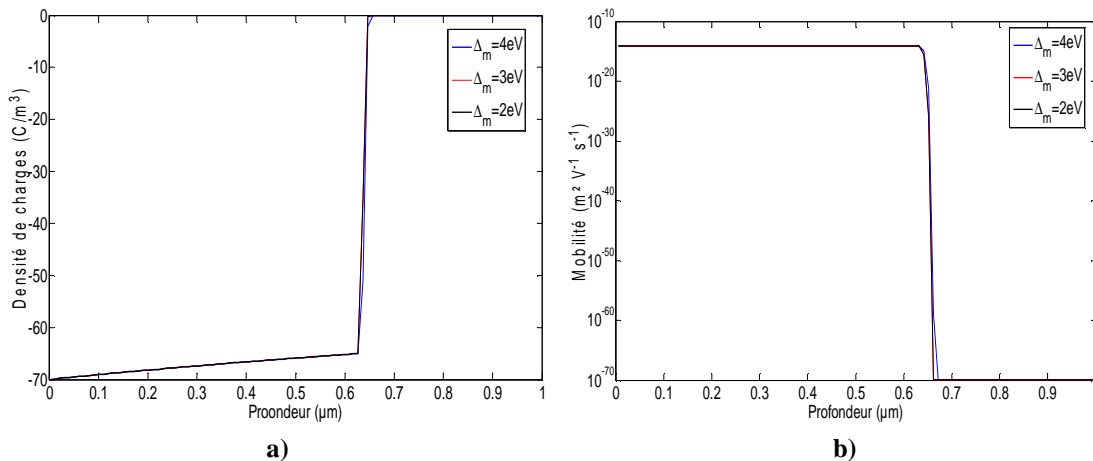 Densité de charges (C/m³)
0
-10
-20
-30
-40
-50
-60
-70
0 0.1 0.2 0.3 0.4 0.5 0.6 0.7 0.8 0.9 1
Proondeur (µm)
Δm=4eV
Δm=3eV
Δm=2eV
a)
Mobilité (m² V-1 s-1)
10-10
10-20
10-30
10-40
10-50
10-60
10-70
0 0.1 0.2 0.3 0.4 0.5 0.6 0.7 0.8 0.9
Profondeur (µm)
Δm=4eV
Δm=3eV
Δm=2eV
b)